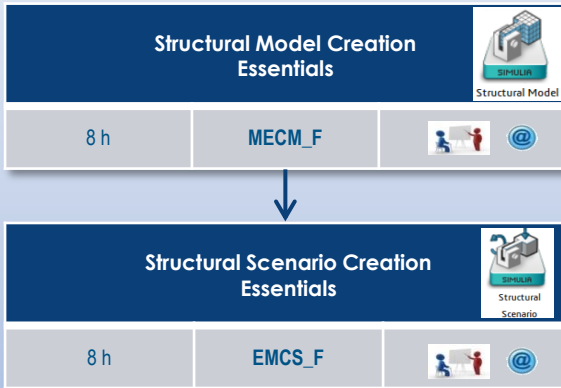 Structural Model Creation
Essentials
SIMULIA
Structural Model
8 h
MECM_F
@
Structural Scenario Creation
Essentials
SIMULIA
Structural
Scenario
8 h
EMCS_F
@